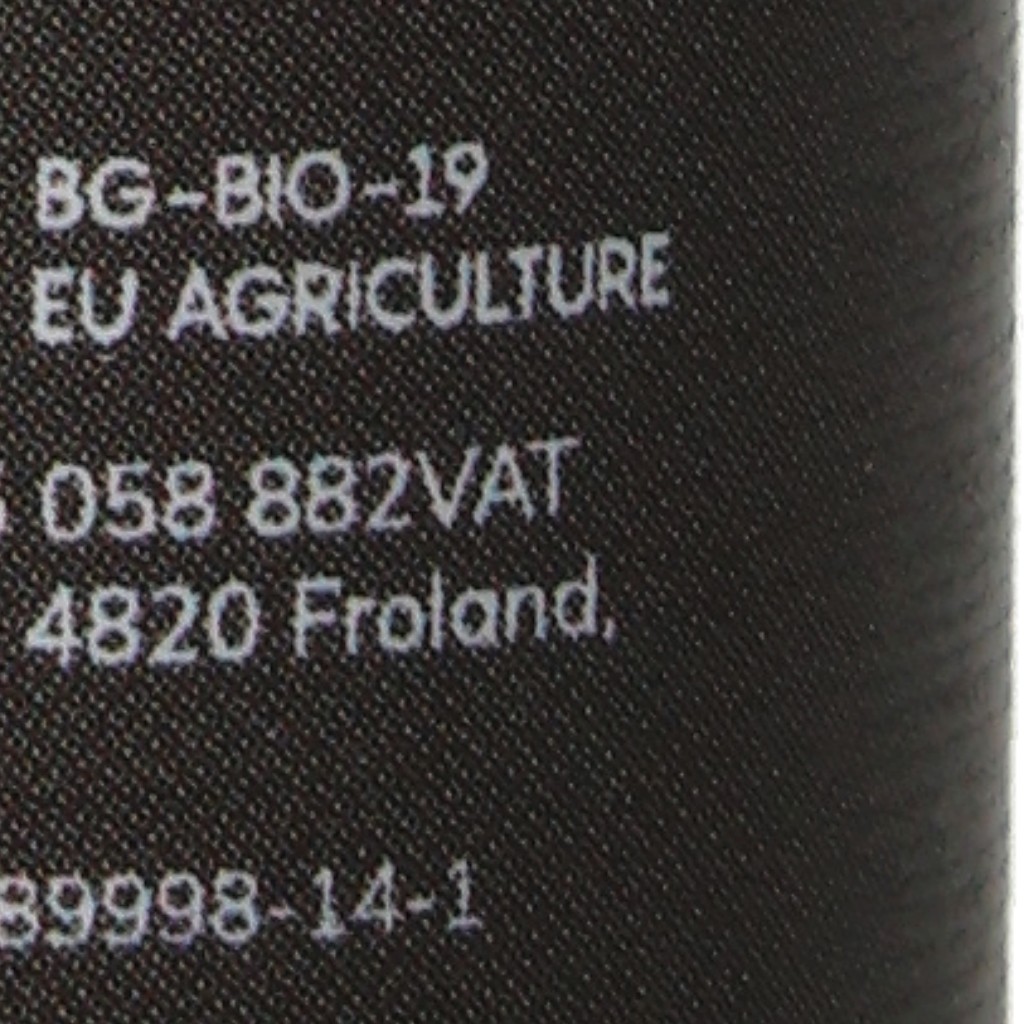 BG-BIO-19
EU AGRICULTURE
058 882VAT
4820 Froland,
89998-14-1